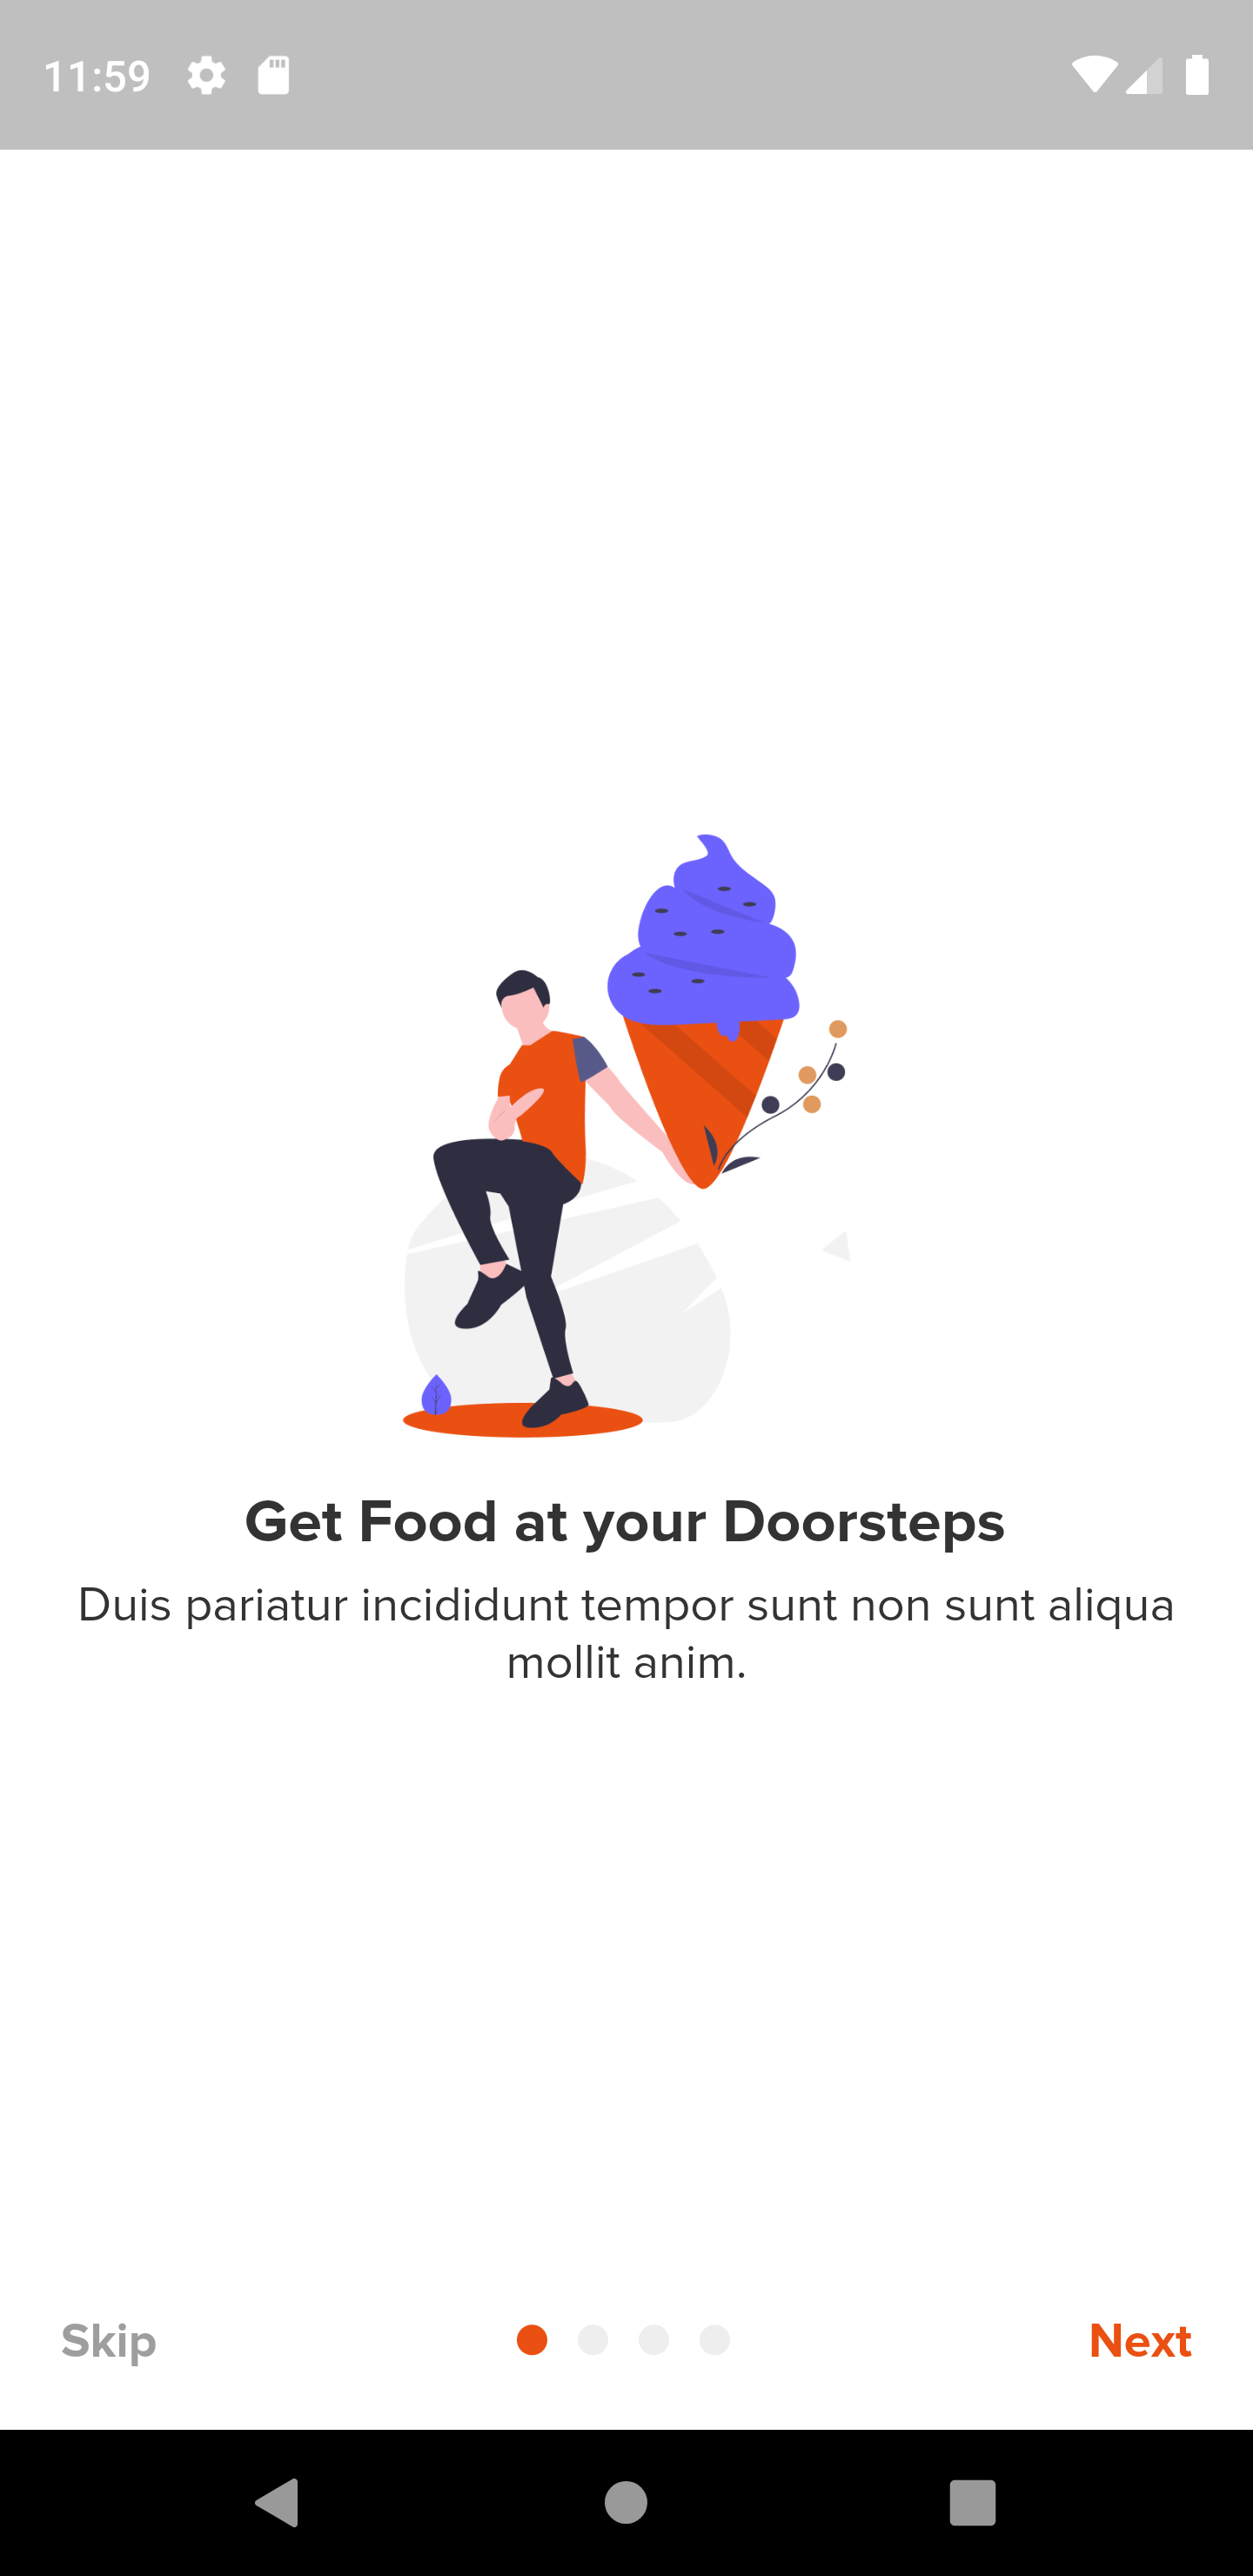 11:59
Get Food at your Doorsteps
Duis pariatur incididunt tempor sunt non sunt aliqua
mollit anim.
Skip
Next